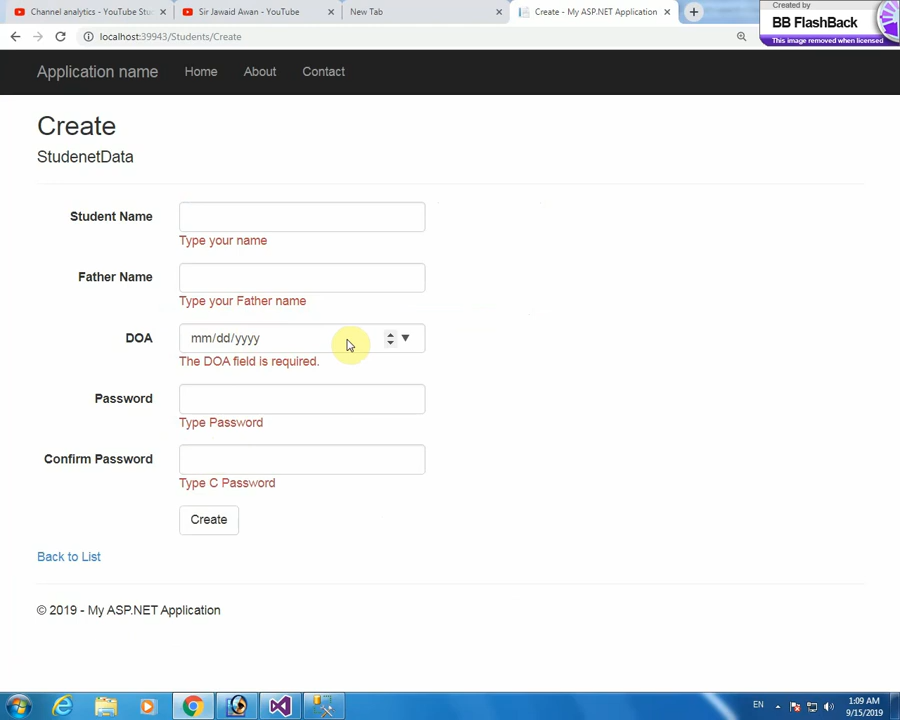 Channel analytics - YouTube Stu
Sir Jawaid Awan - YouTube
New Tab
Create - My ASP.NET Application
Created by
BB FlashBack
This image removed when licensed
localhost:39943/Students/Create
Application name
Home
About
Contact
Create
StudenetData
Student Name
Type your name
Father Name
Type your Father name
DOA
mm/dd/yyyy
The DOA field is required.
Password
Type Password
Confirm Password
Type C Password
Create
Back to List
© 2019 - My ASP.NET Application
EN
1:09 AM
9/15/2019